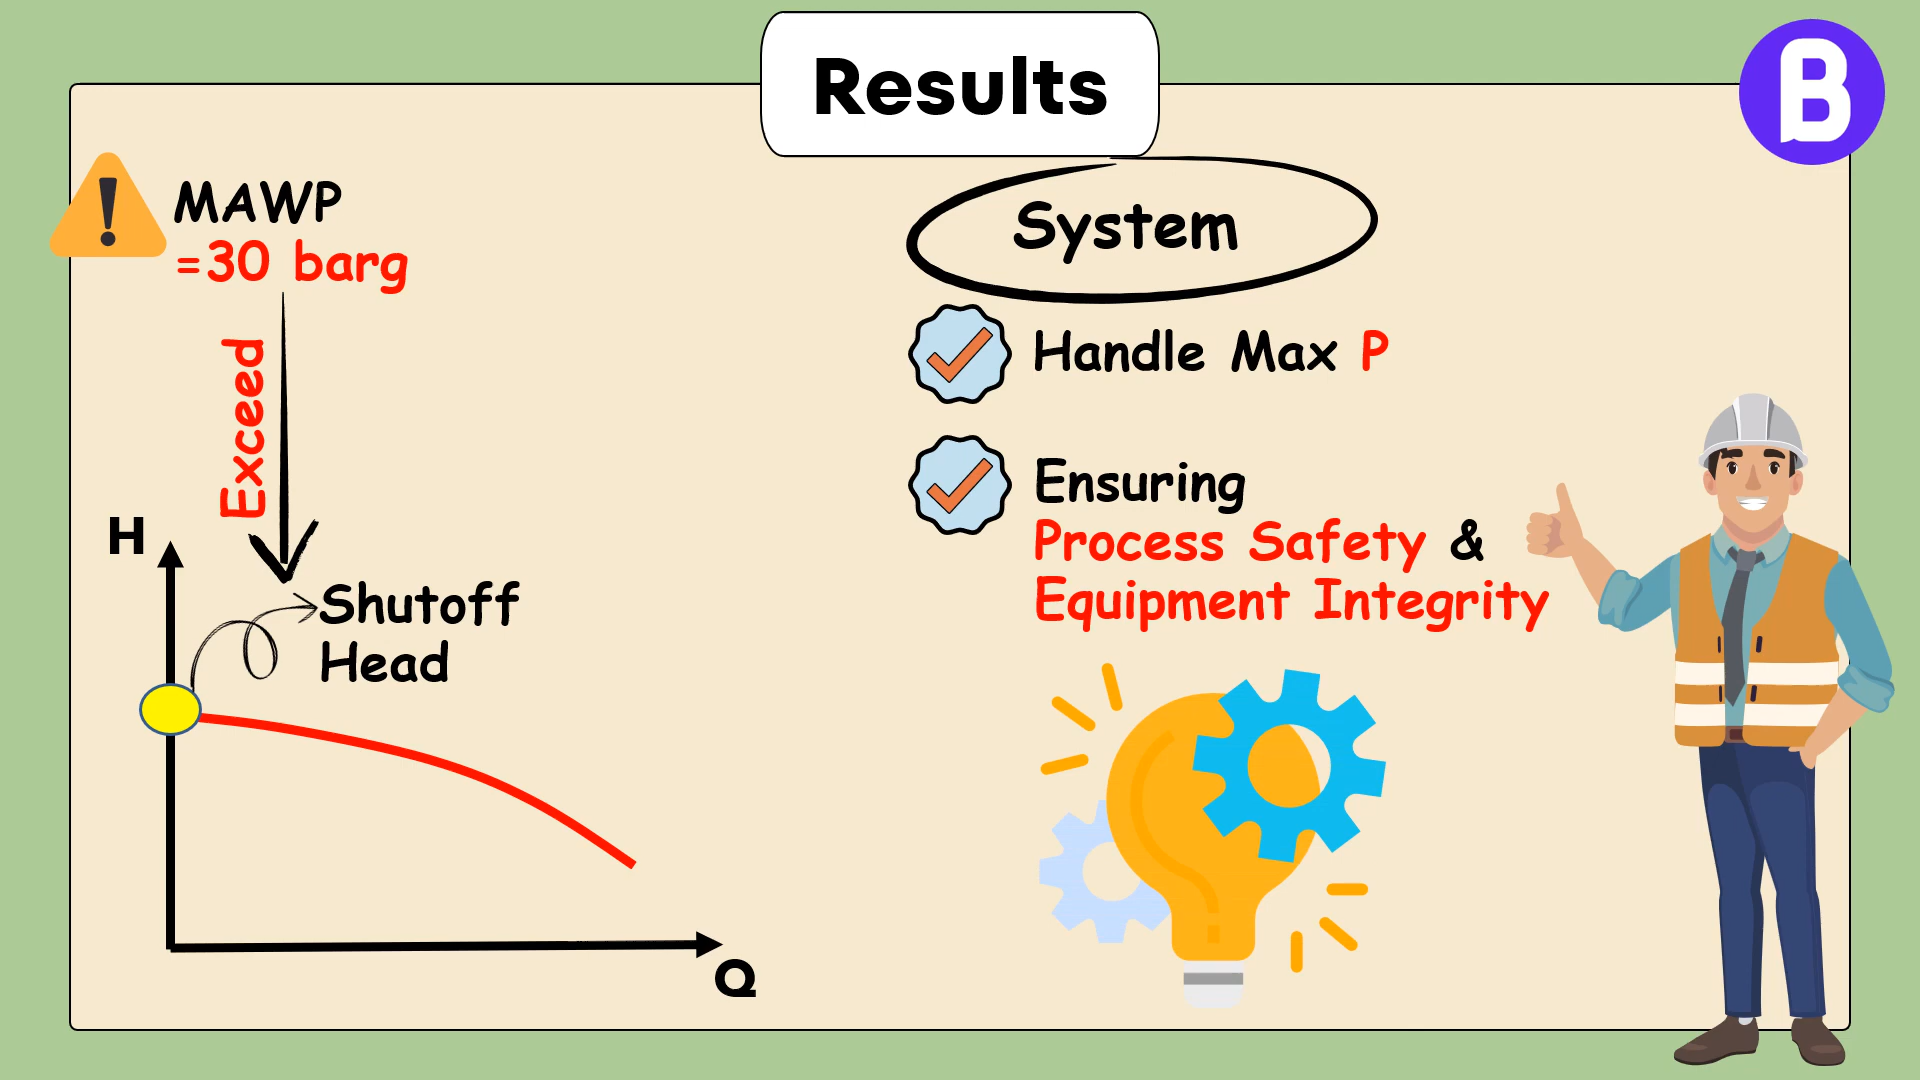 Results
B
MAWP
=30 barg
Exceed
H
Shutoff
Head
Q
System
Handle Max P
Ensuring
Process Safety &
Equipment Integrity